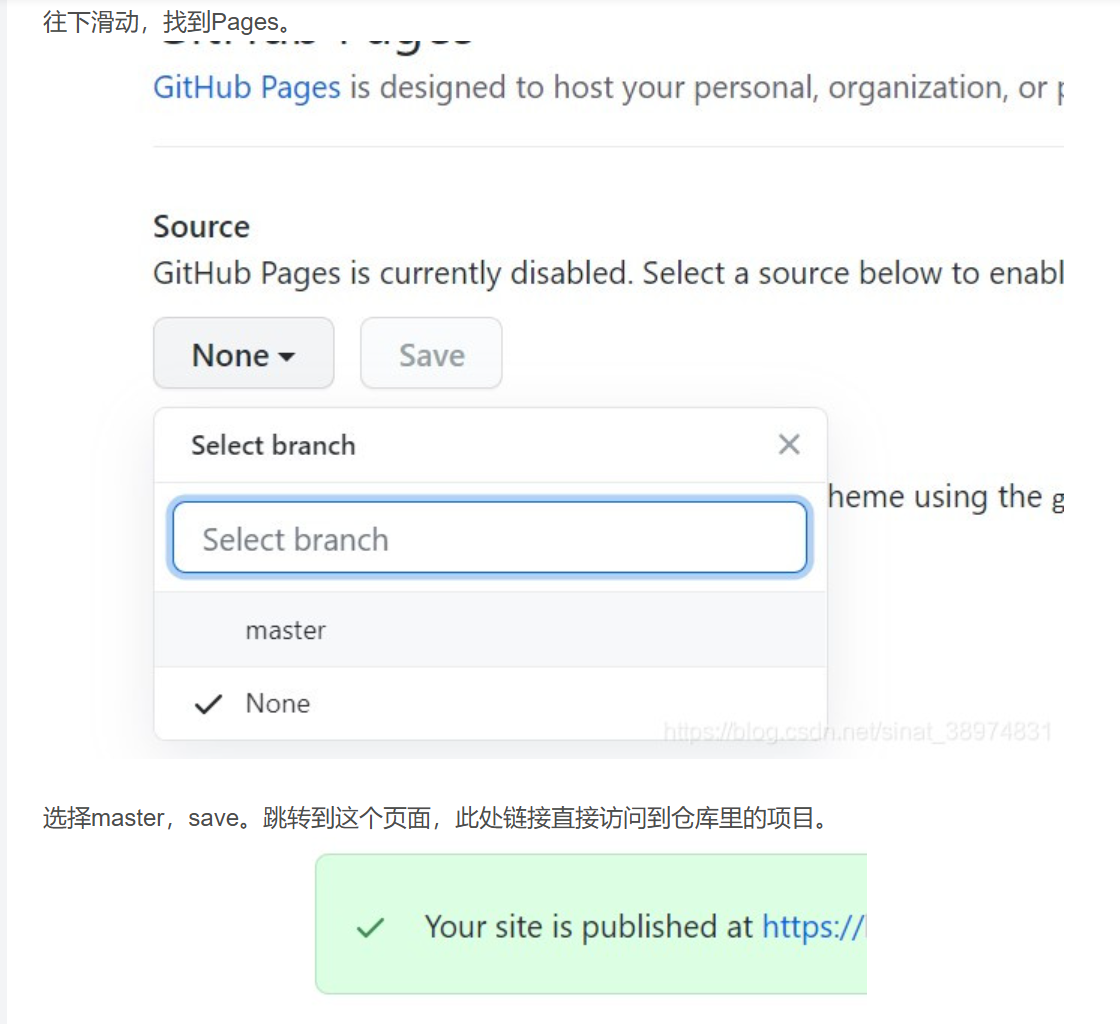 往下滑动，找到Pages。
GitHub Pages
GitHub Pages is designed to host your personal, organization, or
Source
GitHub Pages is currently disabled. Select a source below to enabl
None
Save
Select branch
heme using the g
Select branch
master
None
https://blog.csdn.net/sinat_38974831
选择master，save。跳转到这个页面，此处链接直接访问到仓库里的项目。
Your site is published at https://